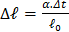 Δℓ = α.Δt / ℓ₀